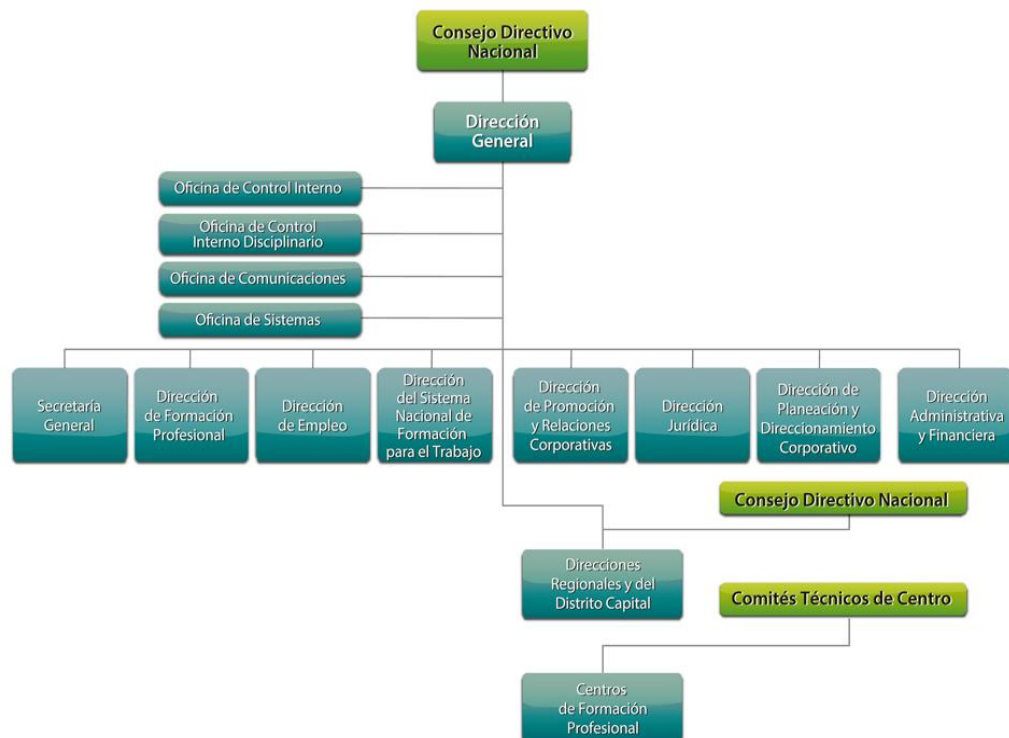 Consejo Directivo
Nacional
Dirección
General
Oficina de Control Interno
Oficina de Control
Interno Disciplinario
Oficina de Comunicaciones
Oficina de Sistemas
Secretaría
General
Dirección
de Formación
Profesional
Dirección
de Empleo
Dirección
del Sistema
Nacional de
Formación
para el Trabajo
Dirección
de Promoción
y Relaciones
Corporativas
Dirección
Jurídica
Dirección de
Planeación y
Direccionamiento
Corporativo
Dirección
Administrativa
y Financiera
Consejo Directivo Nacional
Direcciones
Regionales y del
Distrito Capital
Comités Técnicos de Centro
Centros
de Formación
Profesional